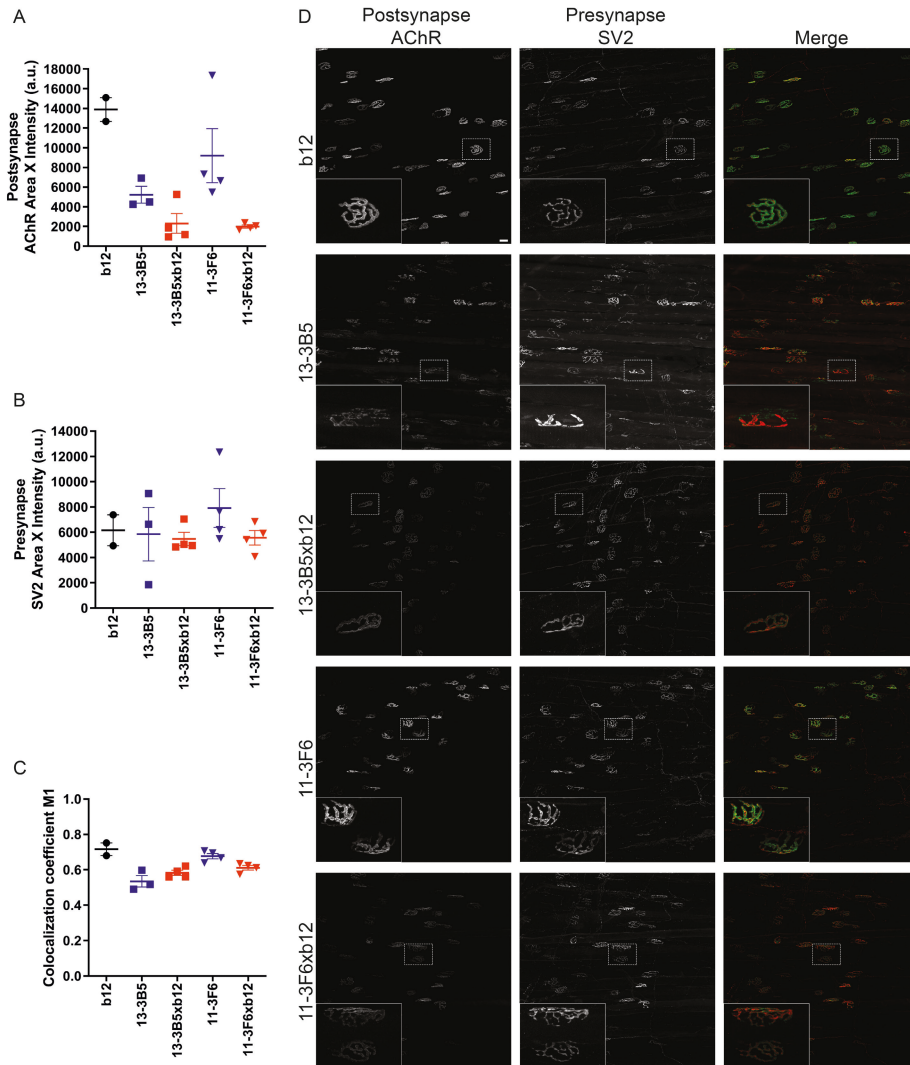 A
Postsynapse
AChR Area X Intensity (a.u.)
18000
16000
14000
12000
10000
8000
6000
4000
2000
0
b12
13-3B5
13-3B5xb12
11-3F6
11-3F6xb12
B
Presynapse
SV2 Area X Intensity (a.u.)
14000
12000
10000
8000
6000
4000
2000
0
b12
13-3B5
13-3B5xb12
11-3F6
11-3F6xb12
C
Colocalization coefficient M1
1.0
0.8
0.6
0.4
0.2
0.0
b12
13-3B5
13-3B5xb12
11-3F6
11-3F6xb12
D
Postsynapse
AChR
Presynapse
SV2
Merge
b12
13-3B5
13-3B5xb12
11-3F6
11-3F6xb12